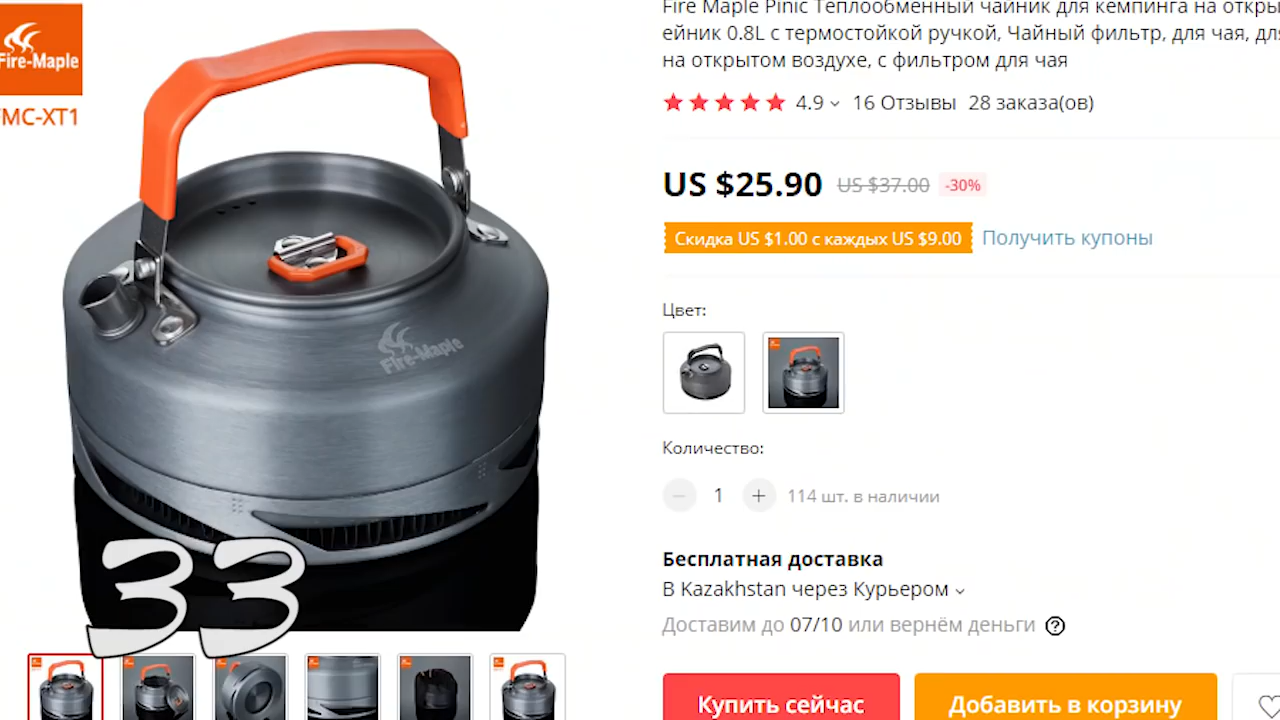 Fire-Maple
FMC-XT1
Fire-Maple
33
Fire Maple Pinic Теплообменный чайник для кемпинга на откры
ейник 0.8L с термостойкой ручкой, Чайный фильтр, для чая, для
на открытом воздухе, с фильтром для чая
4.9 16 Отзывы 28 заказа(ов)
US $25.90 US $37.00 -30%
Скидка US $1.00 с каждых US $9.00 Получить купоны
Цвет:
Количество:
− 1 + 114 шт. в наличии
Бесплатная доставка
В Kazakhstan через Курьером
Доставим до 07/10 или вернём деньги ?
Купить сейчас Добавить в корзину